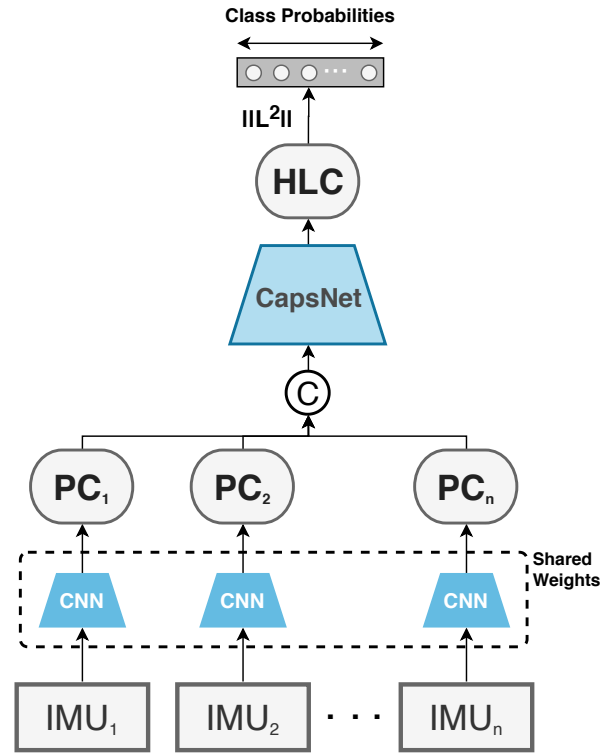 Class Probabilities
...
||L²||
HLC
CapsNet
C
PC₁ PC₂ PCₙ
Shared
Weights
CNN CNN CNN
IMU₁ IMU₂ . . . IMUₙ